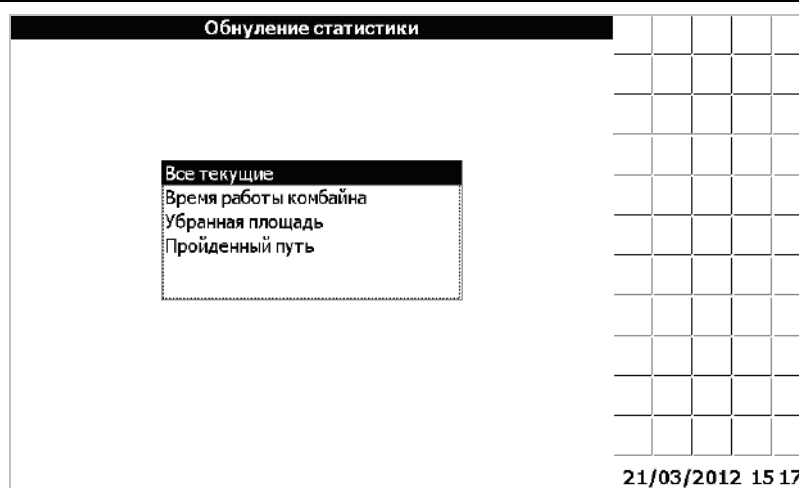 Обнуление статистики
Все текущие
Время работы комбайна
Убранная площадь
Пройденный путь
21/03/2012 15 17